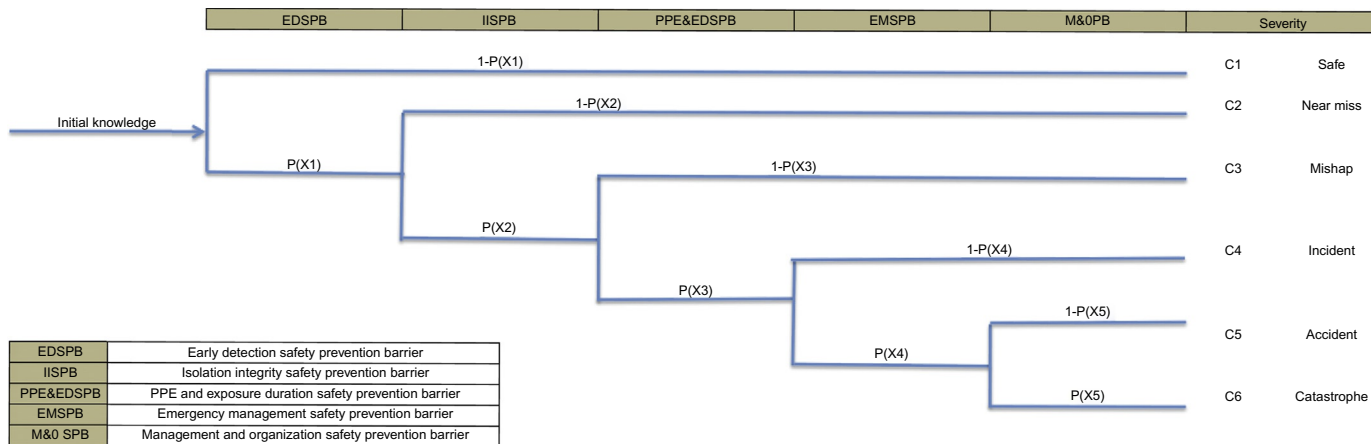 EDSPB IISPB PPE&EDSPB EMSPB M&0PB Severity
1-P(X1) C1 Safe
1-P(X2) C2 Near miss
Initial knowledge
P(X1) 1-P(X3) C3 Mishap
P(X2)
1-P(X4) C4 Incident
P(X3)
1-P(X5)
C5 Accident
P(X4)
P(X5) C6 Catastrophe
EDSPB Early detection safety prevention barrier
IISPB Isolation integrity safety prevention barrier
PPE&EDSPB PPE and exposure duration safety prevention barrier
EMSPB Emergency management safety prevention barrier
M&0 SPB Management and organization safety prevention barrier